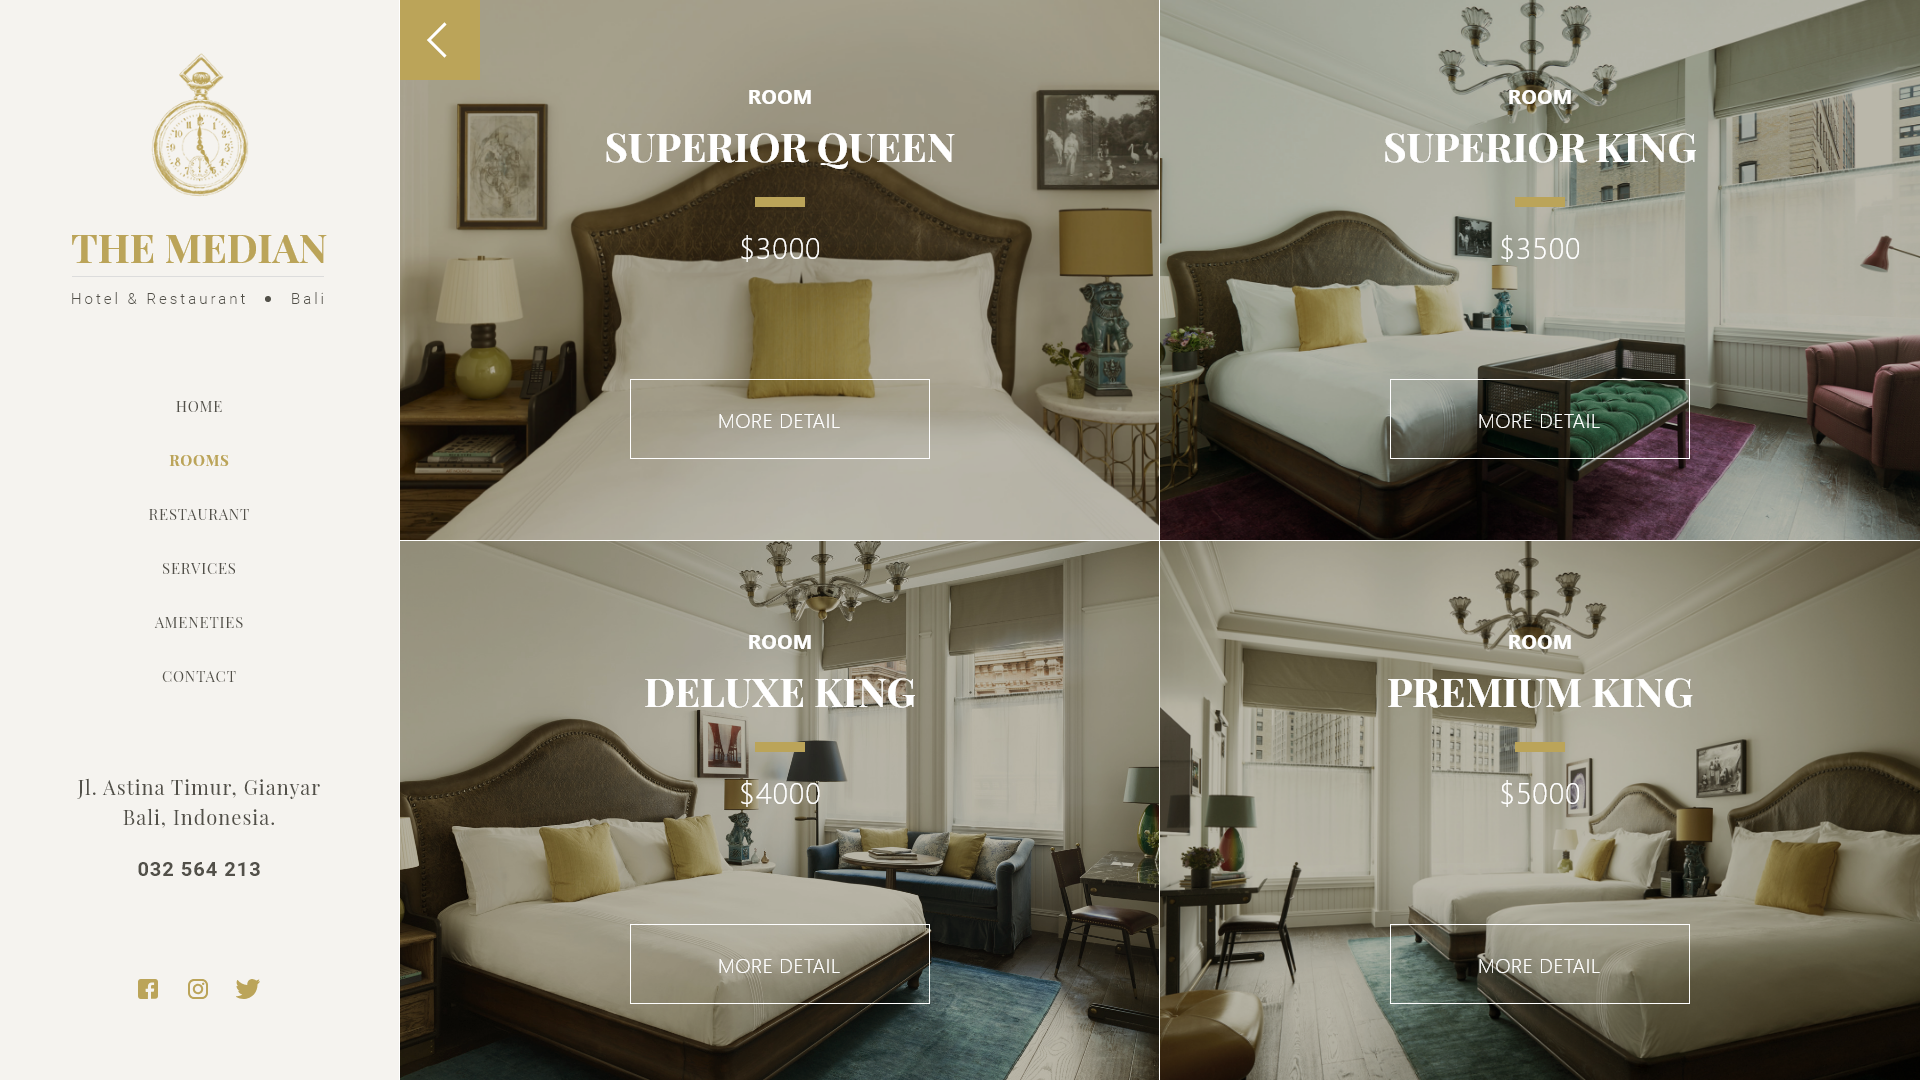 THE MEDIAN
Hotel & Restaurant • Bali
HOME
ROOMS
RESTAURANT
SERVICES
AMENETIES
CONTACT
Jl. Astina Timur, Gianyar
Bali, Indonesia.
032 564 213
ROOM
SUPERIOR QUEEN
$3000
MORE DETAIL
ROOM
SUPERIOR KING
$3500
MORE DETAIL
ROOM
DELUXE KING
$4000
MORE DETAIL
ROOM
PREMIUM KING
$5000
MORE DETAIL